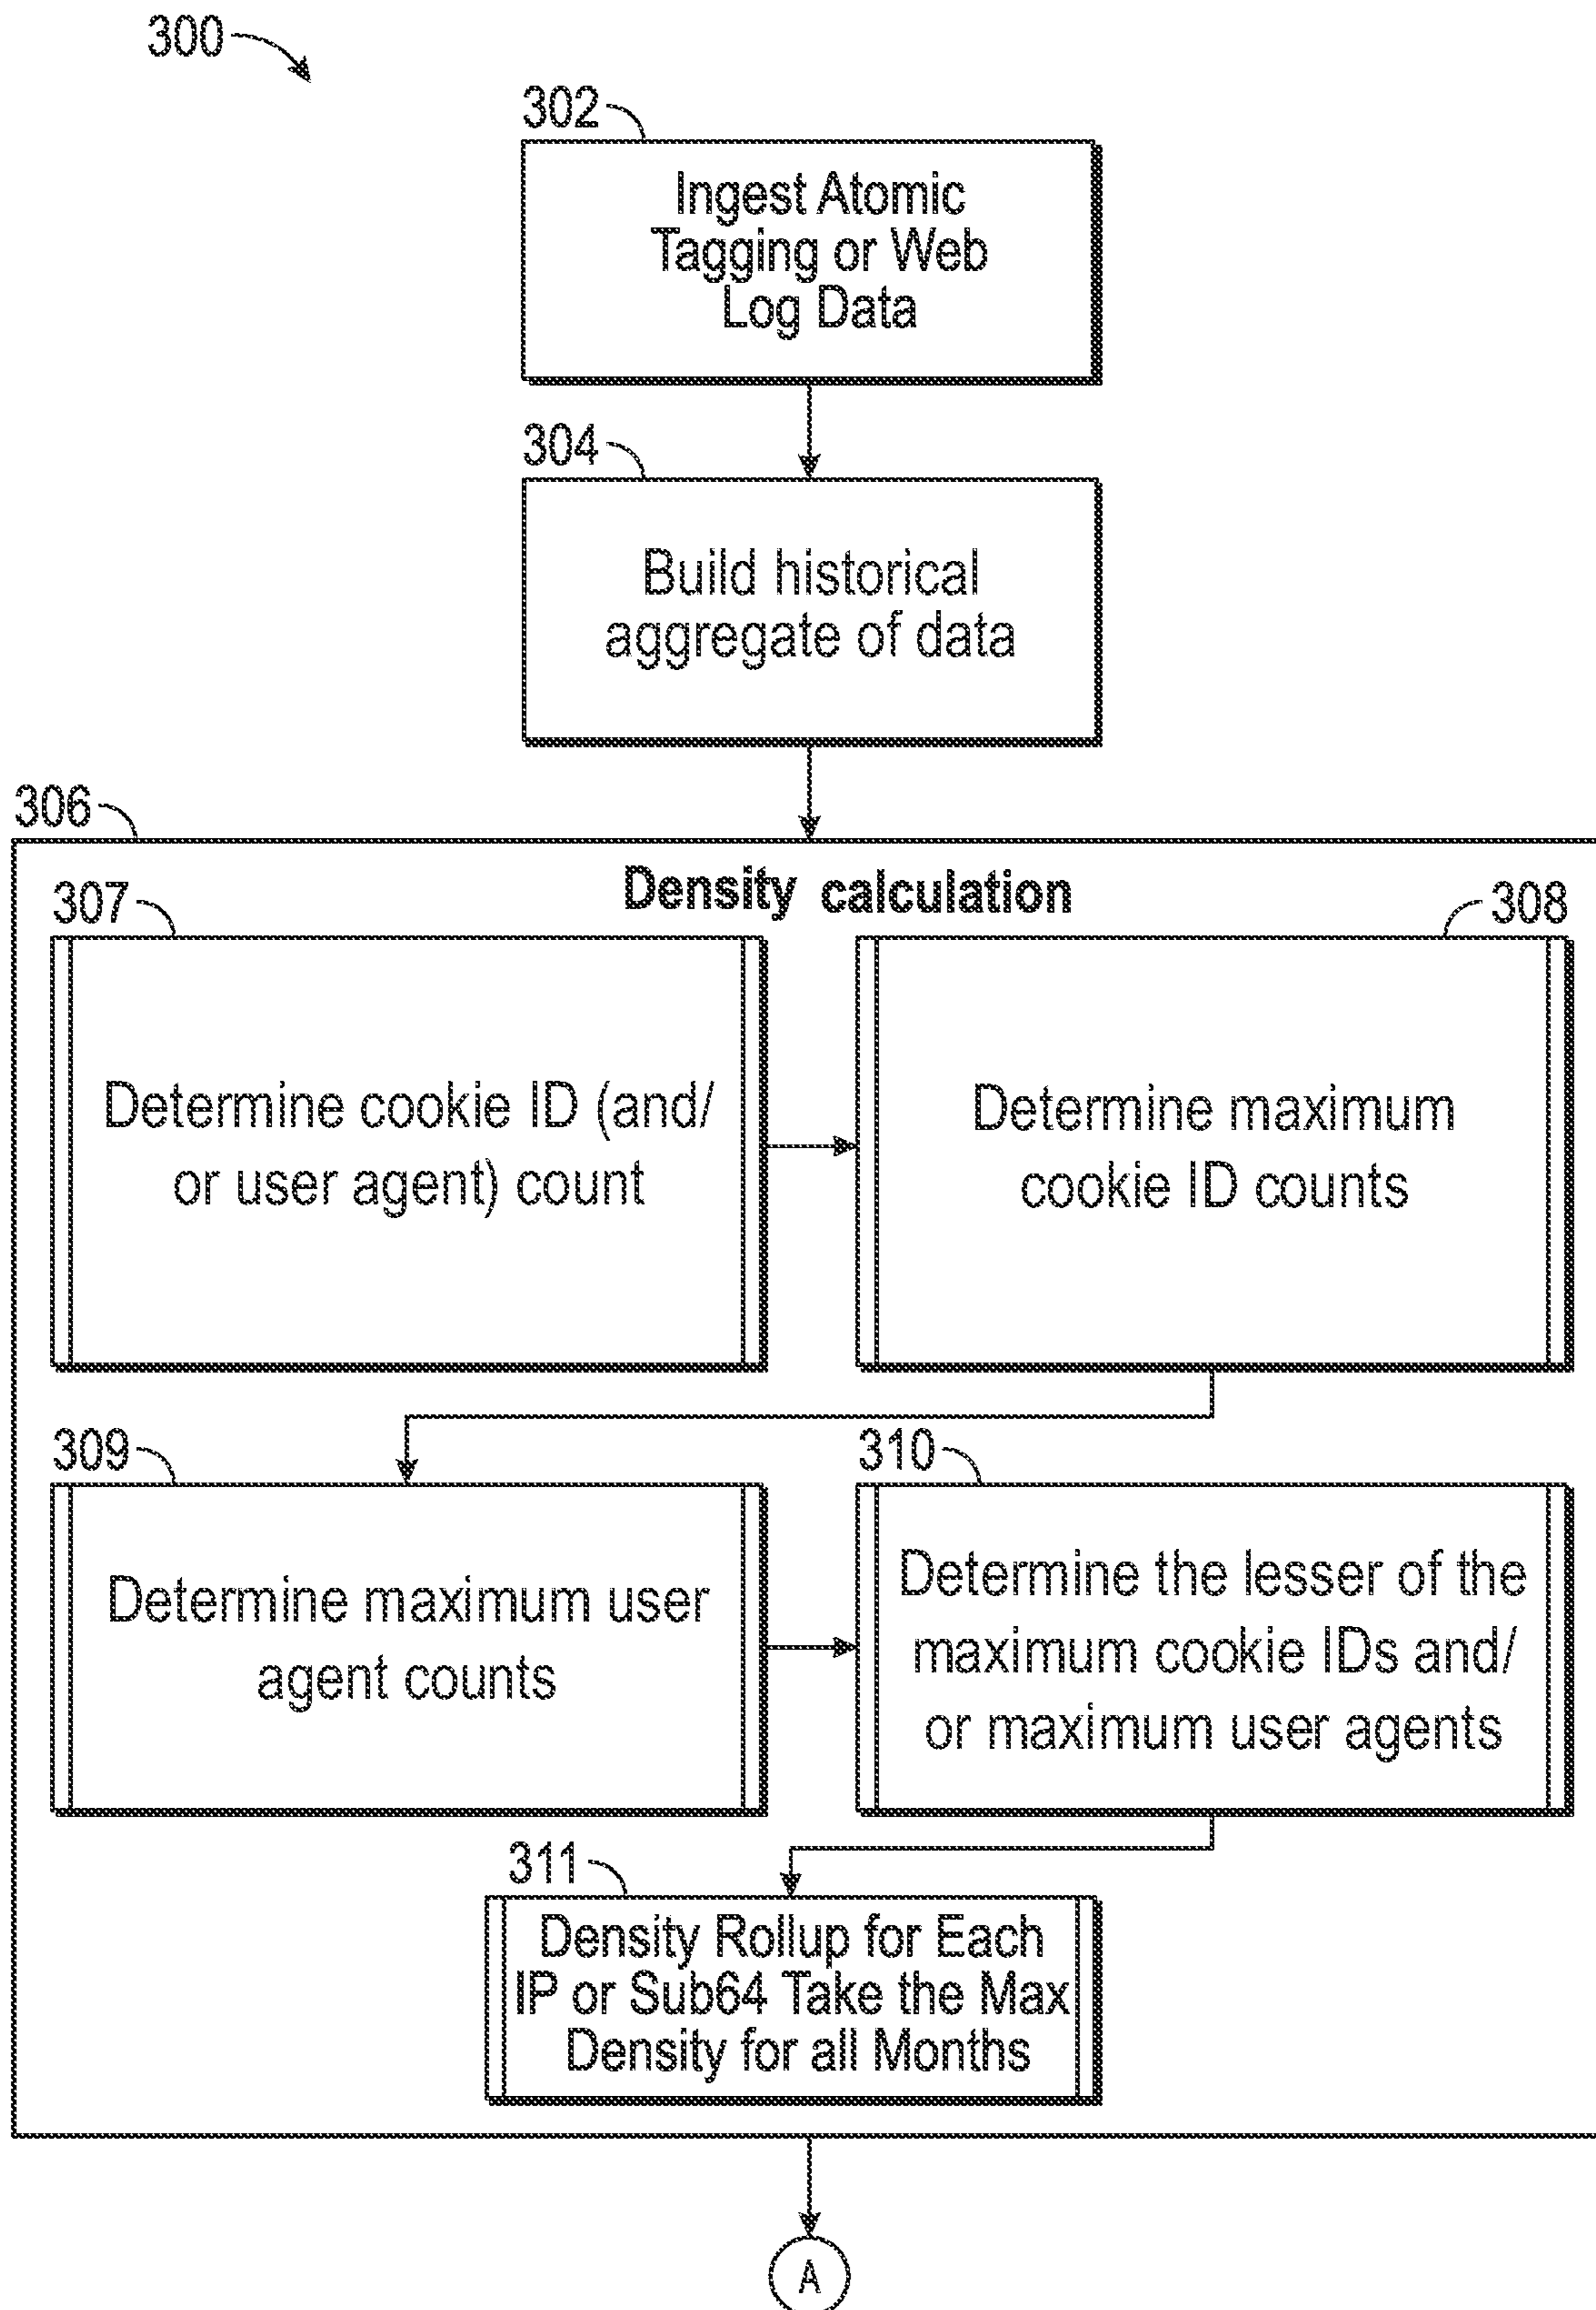 300
302
Ingest Atomic
Tagging or Web
Log Data
304
Build historical
aggregate of data
306
Density calculation
307
Determine cookie ID (and/
or user agent) count
308
Determine maximum
cookie ID counts
309
Determine maximum user
agent counts
310
Determine the lesser of the
maximum cookie IDs and/
or maximum user agents
311
Density Rollup for Each
IP or Sub64 Take the Max
Density for all Months
A